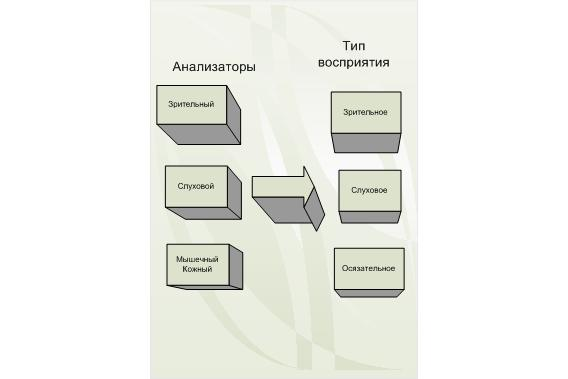 Анализаторы
Тип
восприятия
Зрительный
Зрительное
Слуховой
Слуховое
Мышечный
Кожный
Осязательное